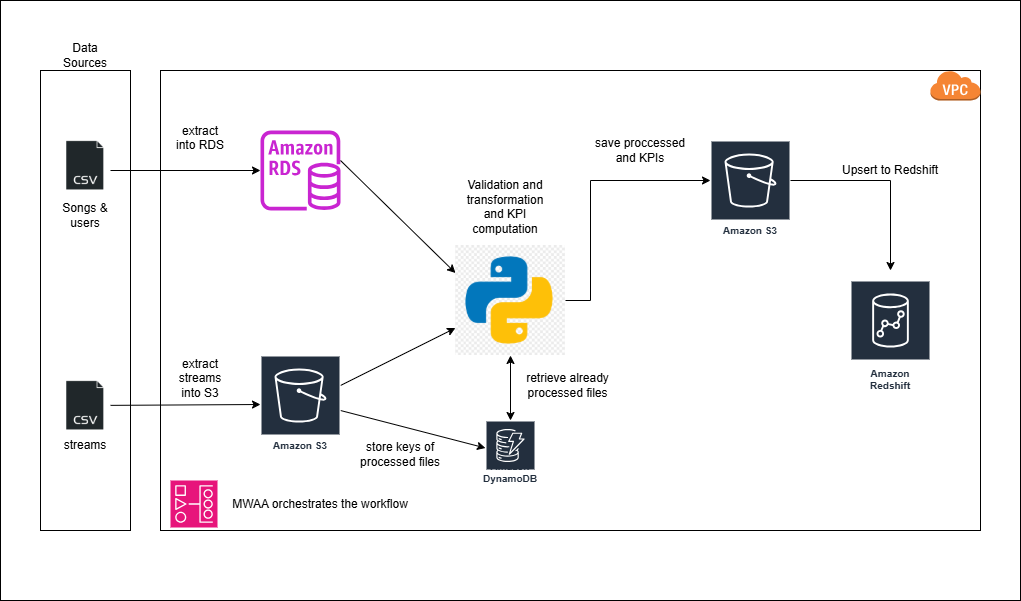 Data
Sources
VPC
CSV
Songs &
users
extract
into RDS
Amazon
RDS
Validation and
transformation
and KPI
computation
save proccessed
and KPIs
Amazon S3
Upsert to Redshift
Amazon
Redshift
CSV
streams
extract
streams
into S3
Amazon S3
store keys of
processed files
retrieve already
processed files
DynamoDB
MWAA orchestrates the workflow